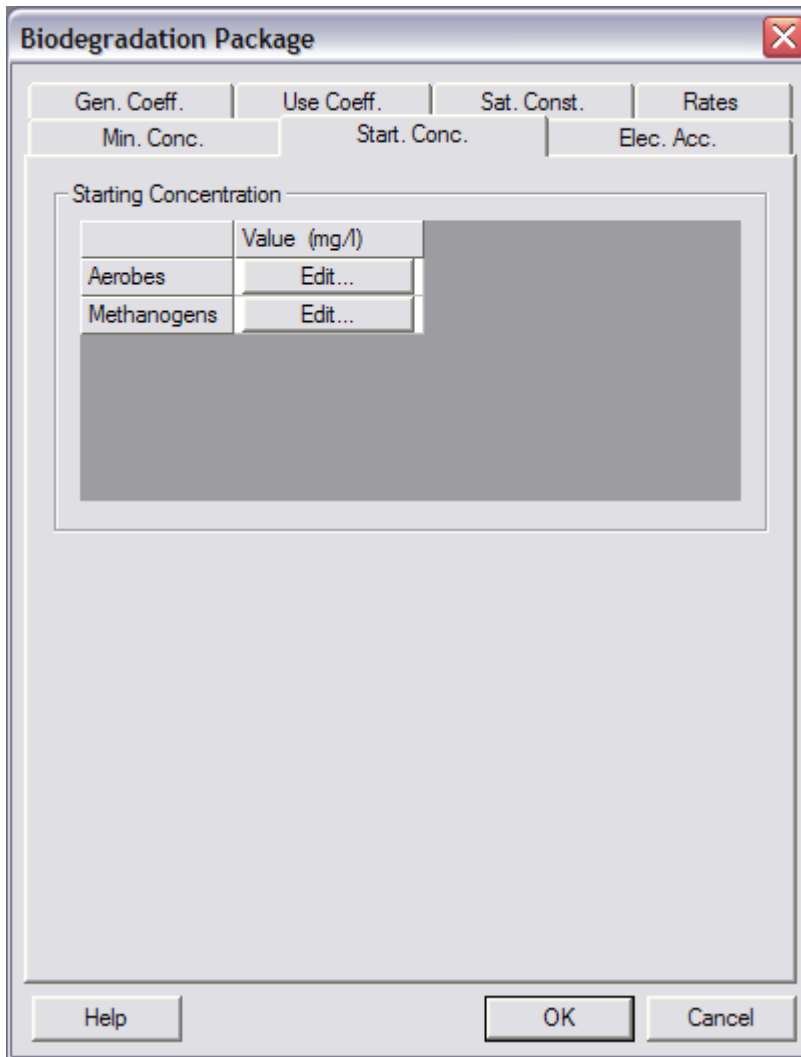 Biodegradation Package
Gen. Coeff. Use Coeff. Sat. Const. Rates
Min. Conc. Start. Conc. Elec. Acc.
Starting Concentration
Value (mg/l)
Aerobes Edit...
Methanogens Edit...
Help OK Cancel